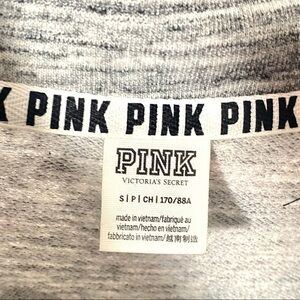 K PINK PINK PINK
PINK
VICTORIA'S SECRET
S | P | CH | 170/88A
made in vietnam/fabriqué au
vietnam/hecho en vietnam/
fabbricato in vietnam/越南制造